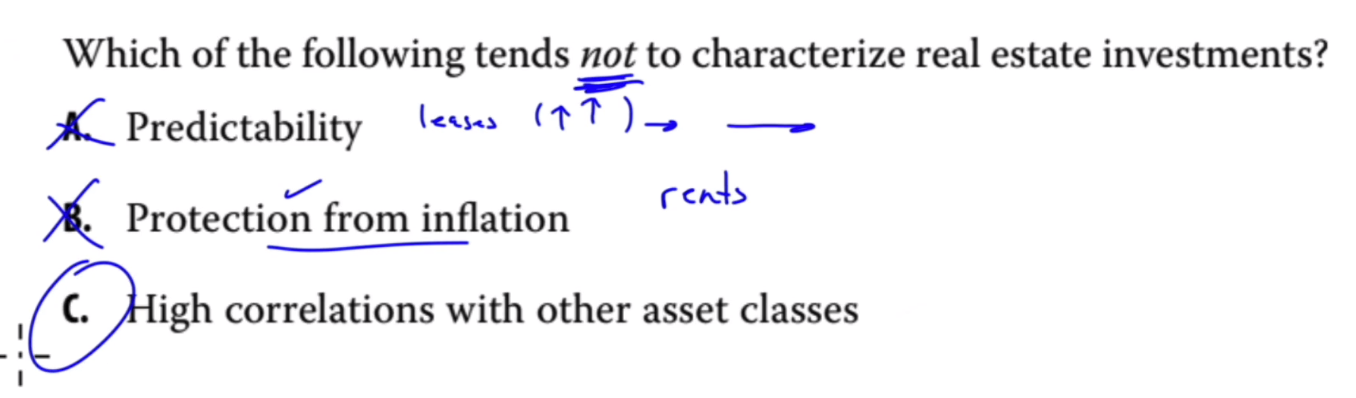 Which of the following tends not to characterize real estate investments?
A. Predictability leases (↑↑) →
rents
B. Protection from inflation
C. High correlations with other asset classes